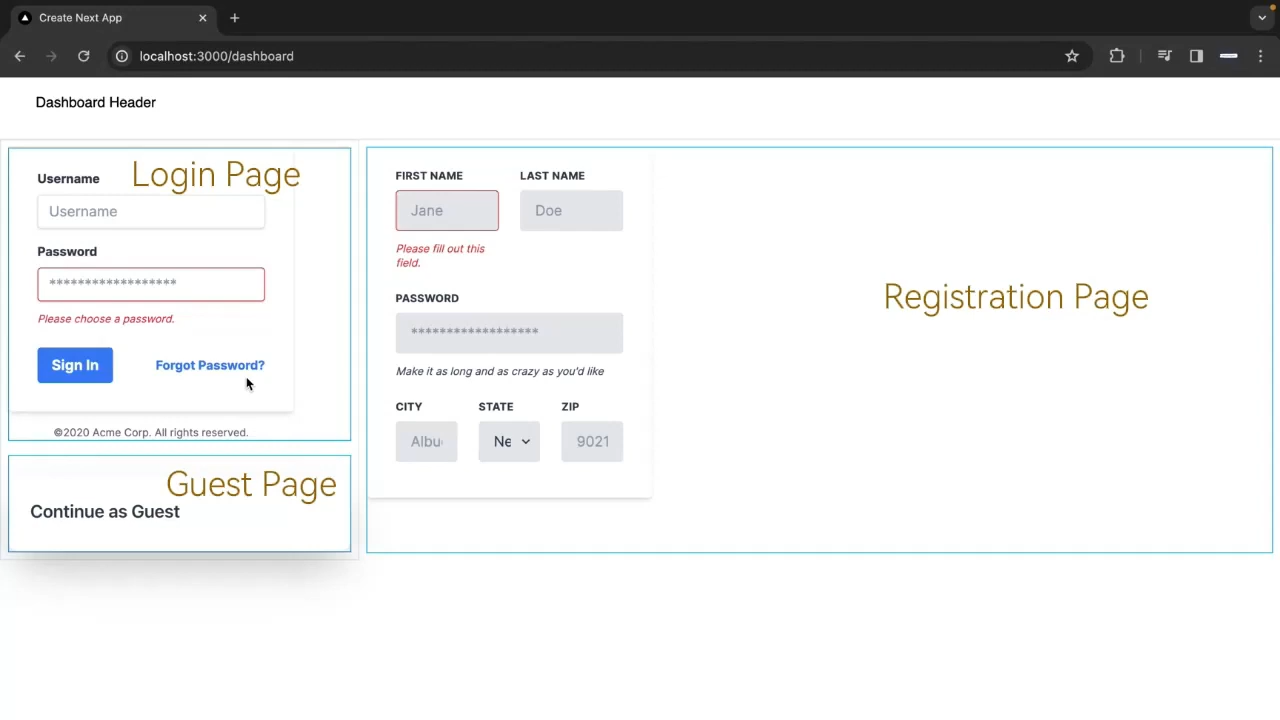 Create Next App
localhost:3000/dashboard
Dashboard Header
Login Page
Username
Username
Password
******************
Please choose a password.
Sign In
Forgot Password?
©2020 Acme Corp. All rights reserved.
Guest Page
Continue as Guest
FIRST NAME
LAST NAME
Jane
Doe
Please fill out this
field.
PASSWORD
******************
Make it as long and as crazy as you'd like
CITY
STATE
ZIP
Albu
Ne
9021
Registration Page